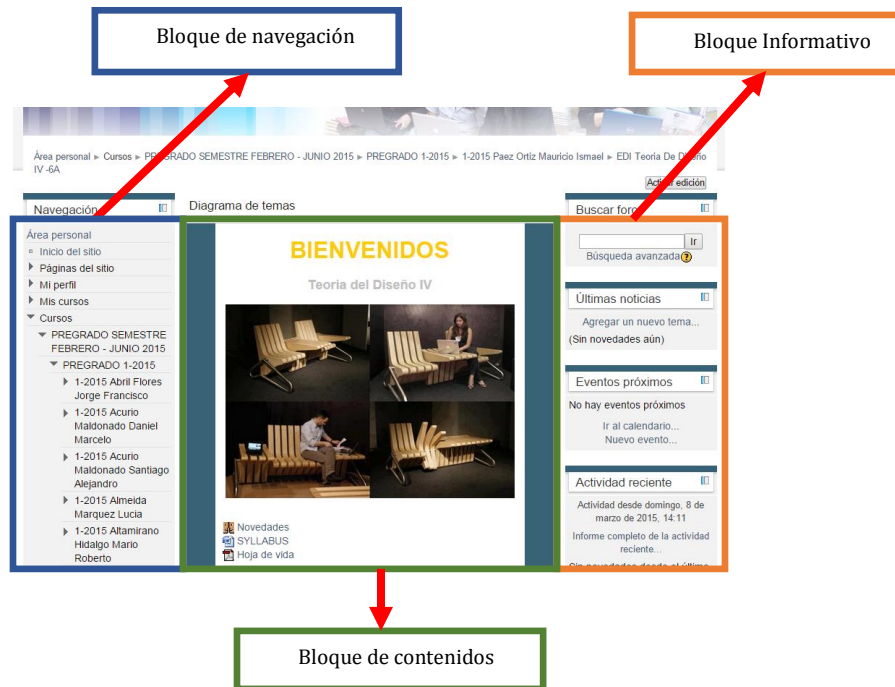 Bloque de navegación
Bloque Informativo
Área personal ► Cursos ► PREGRADO SEMESTRE FEBRERO - JUNIO 2015 ► PREGRADO 1-2015 ► 1-2015 Paez Ortiz Mauricio Ismael ► EDI Teoria De Diseño
IV -6A
Activar edición
Navegación
Área personal
Inicio del sitio
Páginas del sitio
Mi perfil
Mis cursos
Cursos
PREGRADO SEMESTRE
FEBRERO - JUNIO 2015
PREGRADO 1-2015
1-2015 Abril Flores
Jorge Francisco
1-2015 Acurio
Maldonado Daniel
Marcelo
1-2015 Acurio
Maldonado Santiago
Alejandro
1-2015 Almeida
Marquez Lucia
1-2015 Altamirano
Hidalgo Mario
Roberto
Diagrama de temas
BIENVENIDOS
Teoria del Diseño IV
Novedades
SYLLABUS
Hoja de vida
Buscar foros
Ir
Búsqueda avanzada
Últimas noticias
Agregar un nuevo tema...
(Sin novedades aún)
Eventos próximos
No hay eventos próximos
Ir al calendario...
Nuevo evento...
Actividad reciente
Actividad desde domingo, 8 de
marzo de 2015, 14:11
Informe completo de la actividad
reciente...
Sin novedades desde el último
Bloque de contenidos